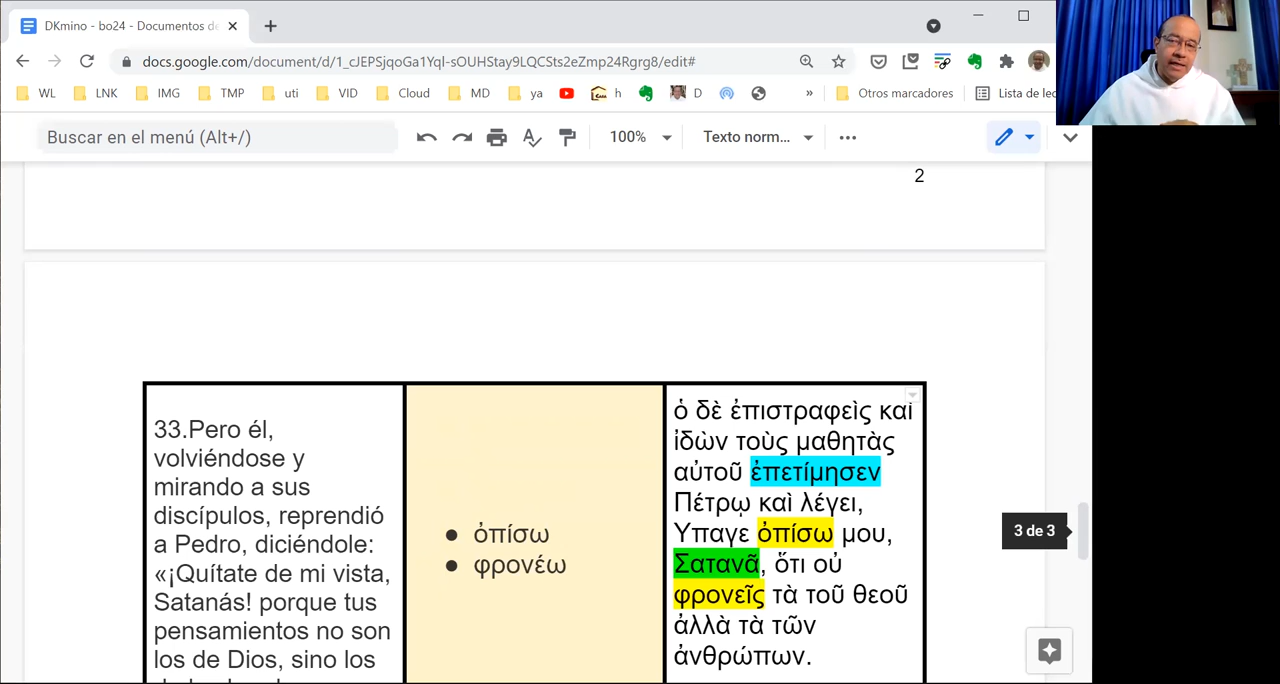 DKmino - bo24 - Documentos de
docs.google.com/document/d/1_cJEPSjqoGa1YqI-sOUHStay9LQCSts2eZmp24Rgrg8/edit#
WL LNK IMG TMP uti VID Cloud MD ya h D » Otros marcadores Lista de lec
Buscar en el menú (Alt+/) 100% Texto norm...
2
33.Pero él,
volviéndose y
mirando a sus
discípulos, reprendió
a Pedro, diciéndole:
«¡Quítate de mi vista,
Satanás! porque tus
pensamientos no son
los de Dios, sino los
● ὀπίσω
● φρονέω
ὁ δὲ ἐπιστραφεὶς καὶ
ἰδὼν τοὺς μαθητὰς
αὐτοῦ ἐπετίμησεν
Πέτρῳ καὶ λέγει,
Υπαγε ὀπίσω μου,
Σατανᾶ, ὅτι οὐ
φρονεῖς τὰ τοῦ θεοῦ
ἀλλὰ τὰ τῶν
ἀνθρώπων.
3 de 3